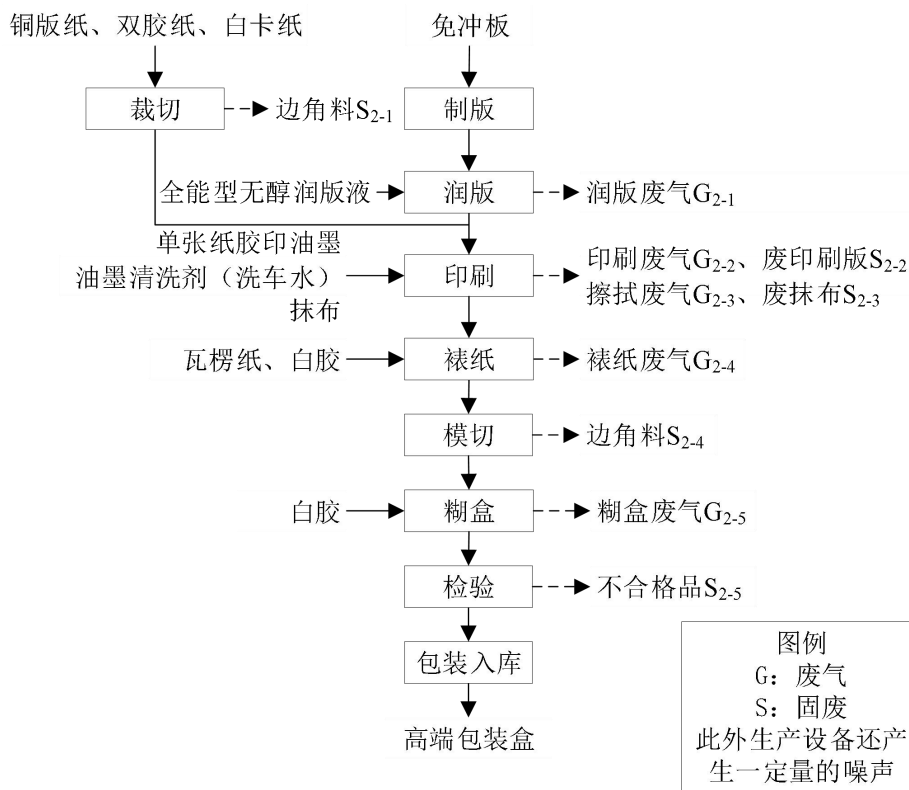 铜版纸、双胶纸、白卡纸
免冲板
裁切
边角料S2-1
制版
全能型无醇润版液
润版
润版废气G2-1
单张纸胶印油墨
油墨清洗剂（洗车水）
抹布
印刷
印刷废气G2-2、废印刷版S2-2
擦拭废气G2-3、废抹布S2-3
瓦楞纸、白胶
裱纸
裱纸废气G2-4
模切
边角料S2-4
白胶
糊盒
糊盒废气G2-5
检验
不合格品S2-5
包装入库
高端包装盒
图例
G：废气
S：固废
此外生产设备还产
生一定量的噪声